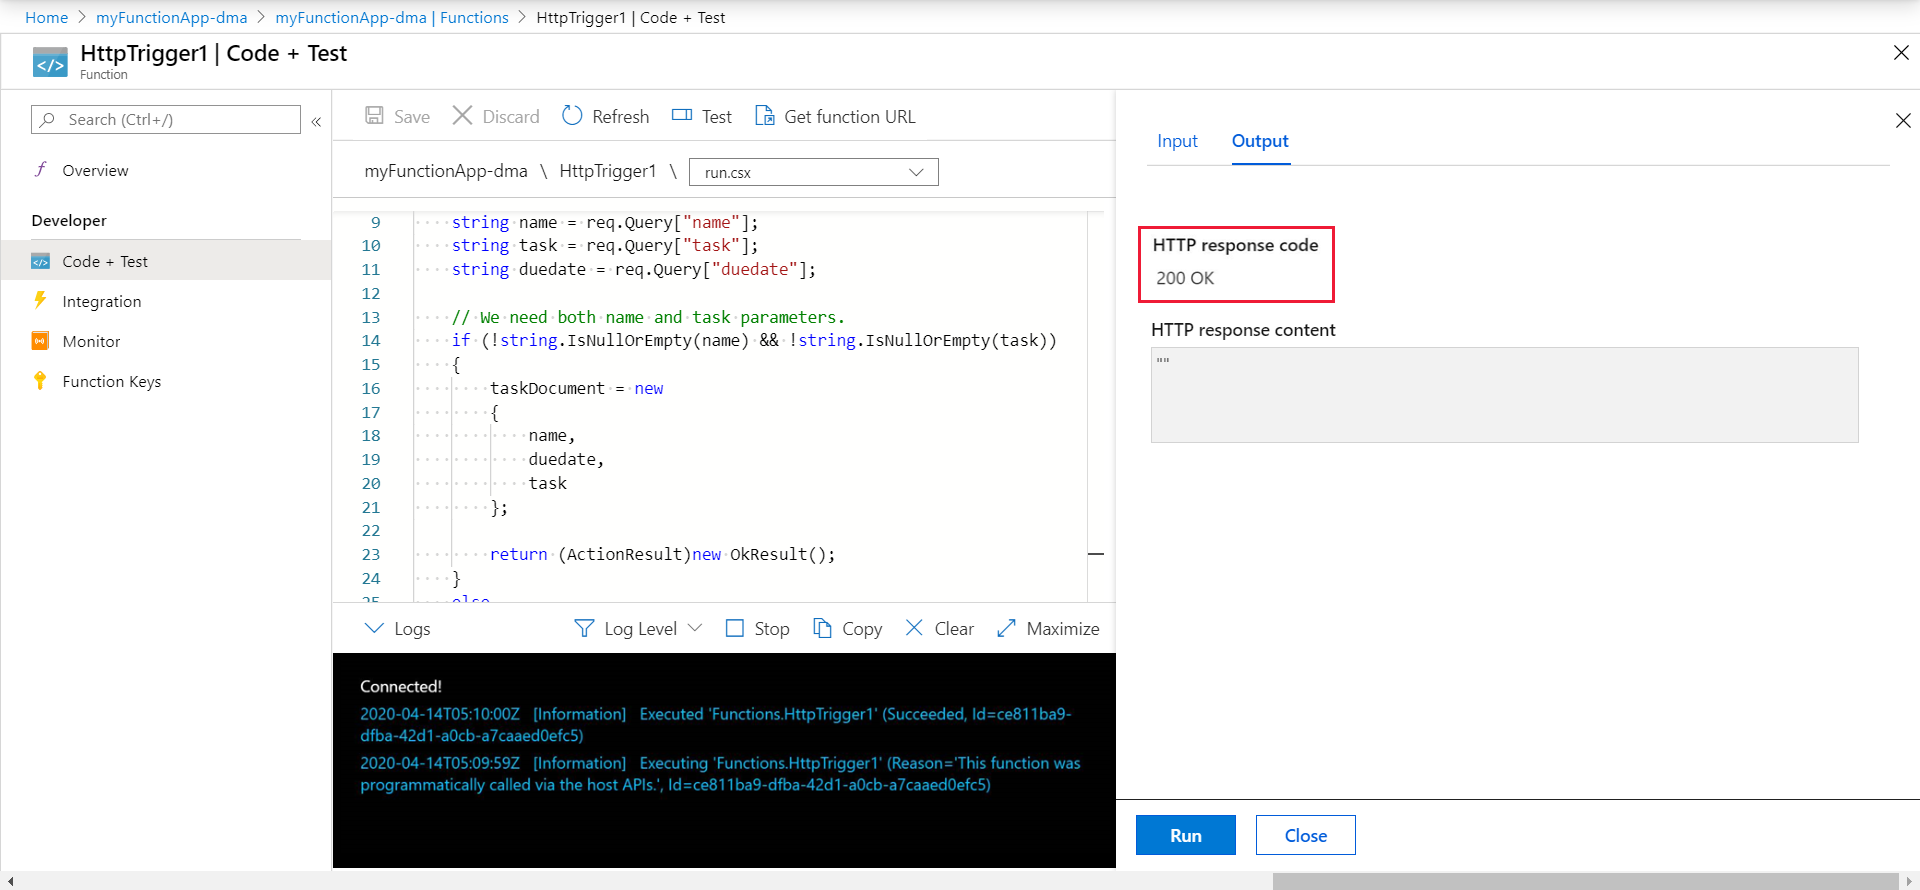 Home > myFunctionApp-dma > myFunctionApp-dma | Functions > HttpTrigger1 | Code + Test
HttpTrigger1 | Code + Test
Function
Search (Ctrl+/)
«
Overview
Developer
Code + Test
Integration
Monitor
Function Keys
Save Discard Refresh Test Get function URL
myFunctionApp-dma \ HttpTrigger1 \ run.csx
9 string name = req.Query["name"];
10 string task = req.Query["task"];
11 string duedate = req.Query["duedate"];
12
13 // We need both name and task parameters.
14 if (!string.IsNullOrEmpty(name) && !string.IsNullOrEmpty(task))
15 {
16 taskDocument = new
17 {
18 name,
19 duedate,
20 task
21 };
22
23 return (ActionResult)new OkResult();
24 }
25 else
Logs Log Level Stop Copy Clear Maximize
Connected!
2020-04-14T05:10:00Z [Information] Executed 'Functions.HttpTrigger1' (Succeeded, Id=ce811ba9-
dfba-42d1-a0cb-a7caaed0efc5)
2020-04-14T05:09:59Z [Information] Executing 'Functions.HttpTrigger1' (Reason='This function was
programmatically called via the host APIs.', Id=ce811ba9-dfba-42d1-a0cb-a7caaed0efc5)
Input Output
HTTP response code
200 OK
HTTP response content
""
Run Close